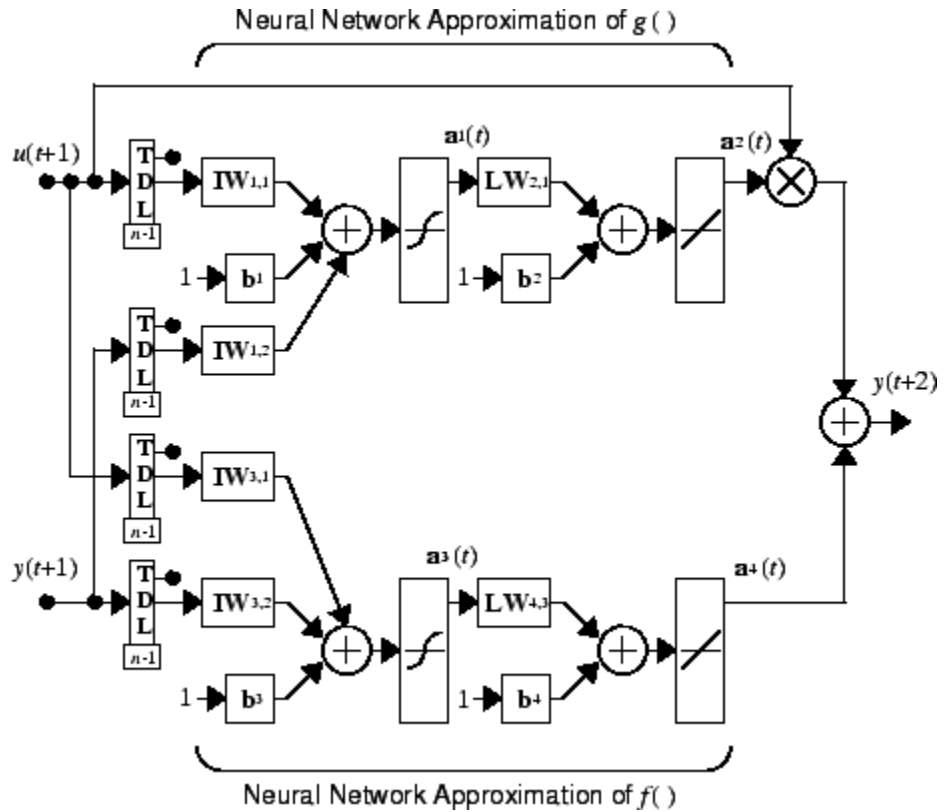 Neural Network Approximation of g ( )
a¹(t)
a²(t)
u(t+1)
T
D
L
n-1
IW1,1
LW2,1
1
b¹
1
b²
T
D
L
n-1
IW1,2
y(t+2)
T
D
L
n-1
IW3,1
y(t+1)
a³(t)
a⁴(t)
T
D
L
n-1
IW3,2
LW4,3
1
b³
1
b⁴
Neural Network Approximation of f ( )